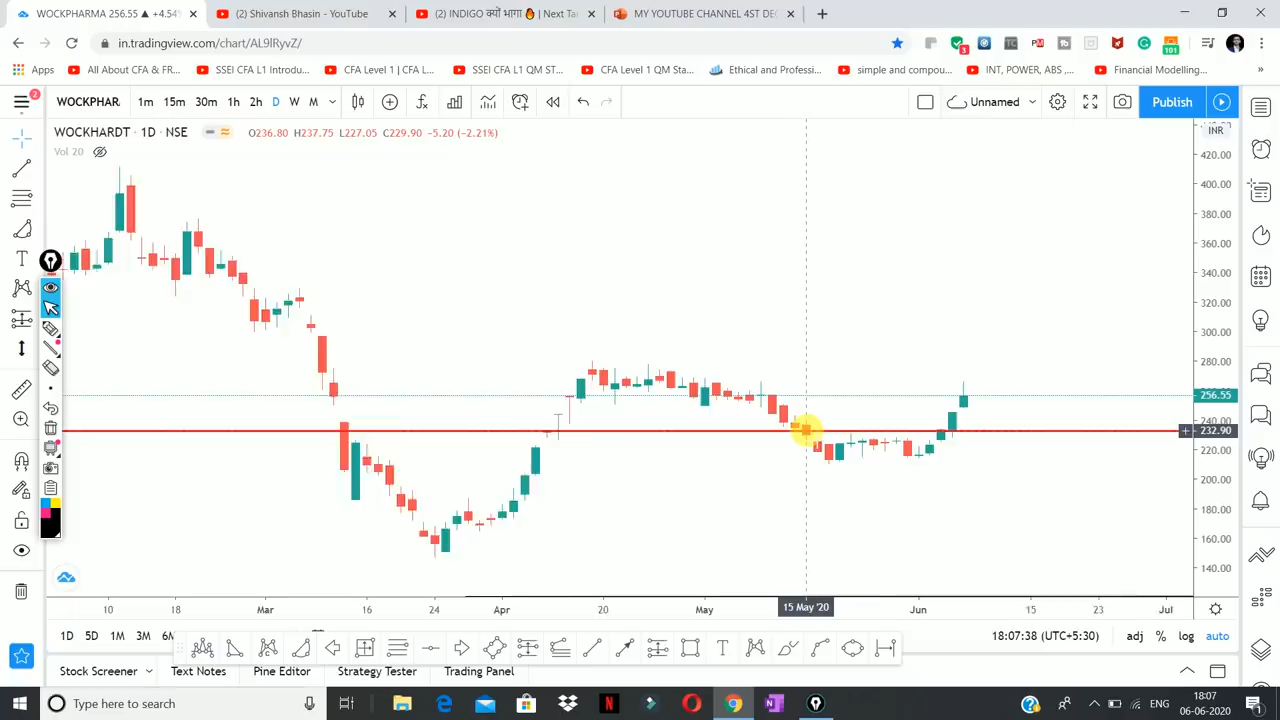 WOCKPHARMA 256.55 ▲ +4.54%
(2) Shivansh Bhasin - YouTube
(2) INDIGO क्यों भागा🔥 | Next Tar
MY YOUTUBE CHANNEL 4ST DEC
in.tradingview.com/chart/AL9lRyvZ/
Apps
All About CFA & FR...
SSEI CFA L1 Introdu...
CFA Level 1 | CFA L...
SSEI CFA L1 QM ST...
CFA Level 1 QM Sta...
Ethical and Professi...
simple and compou...
INT, POWER, ABS ,...
Financial Modelling...
»
2
WOCKPHAR
1m 15m 30m 1h 2h D W M
Unnamed
Publish
WOCKHARDT · 1D · NSE
O236.80 H237.75 L227.05 C229.90 -5.20 (-2.21%)
Vol 20
INR
420.00
400.00
380.00
360.00
340.00
320.00
300.00
280.00
256.55
240.00
232.90
220.00
200.00
180.00
160.00
140.00
10 18 Mar 16 24 Apr 20 May 15 May '20 Jun 15 23 Jul
1D 5D 1M 3M
18:07:38 (UTC+5:30) adj % log auto
Stock Screener Text Notes Pine Editor Strategy Tester Trading Panel
Type here to search
ENG
18:07
06-06-2020